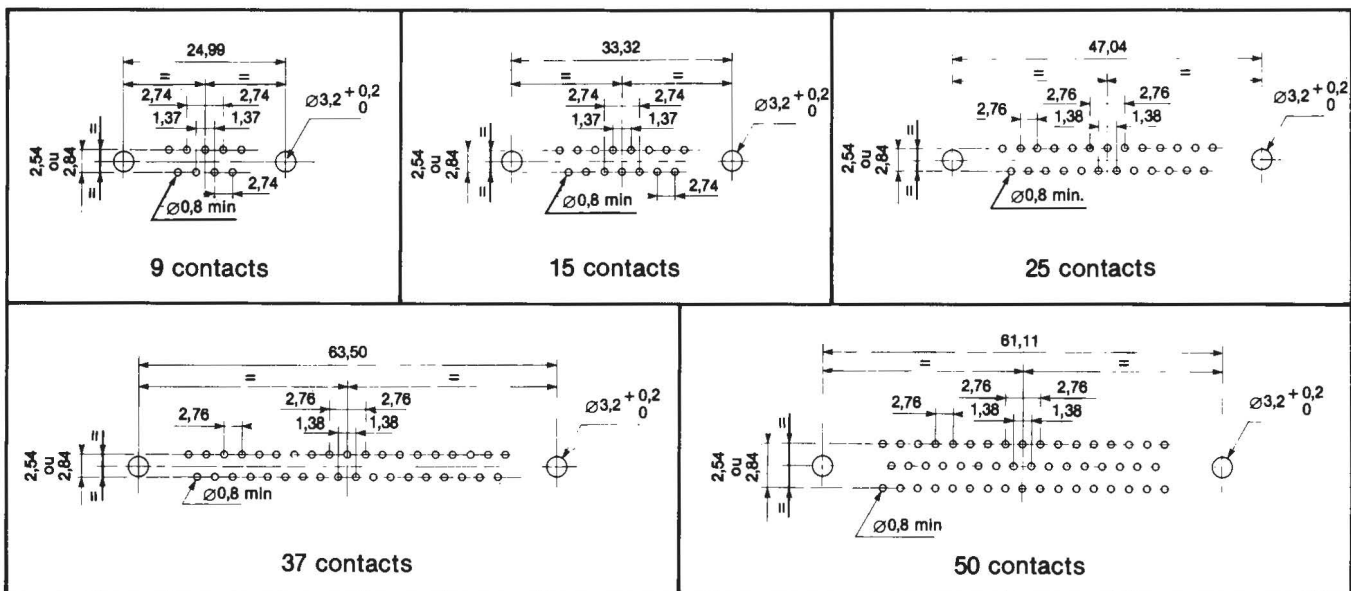 24,99
= =
2,74 2,74
1,37 1,37
Ø3,2 + 0,2
0
=
2,54
ou
2,84
=
2,74
Ø0,8 min
9 contacts
33,32
= =
2,74 2,74
1,37 1,37
Ø3,2 + 0,2
0
=
2,54
ou
2,84
=
2,74
Ø0,8 min
15 contacts
47,04
= =
2,76 2,76
2,76 1,38 1,38
Ø3,2 + 0,2
0
=
2,54
ou
2,84
=
Ø0,8 min.
25 contacts
63,50
= =
2,76 2,76
2,76 1,38 1,38
Ø3,2 + 0,2
0
=
2,54
ou
2,84
=
Ø0,8 min
37 contacts
61,11
= =
2,76 2,76
2,76 1,38 1,38
Ø3,2 + 0,2
0
=
2,54
ou
2,84
=
Ø0,8 min
50 contacts